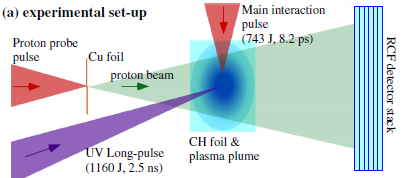 (a) experimental set-up
Main interaction
pulse
(743 J, 8.2 ps)
Proton probe
pulse
Cu foil
proton beam
RCF detector stack
UV Long-pulse
(1160 J, 2.5 ns)
CH foil &
plasma plume